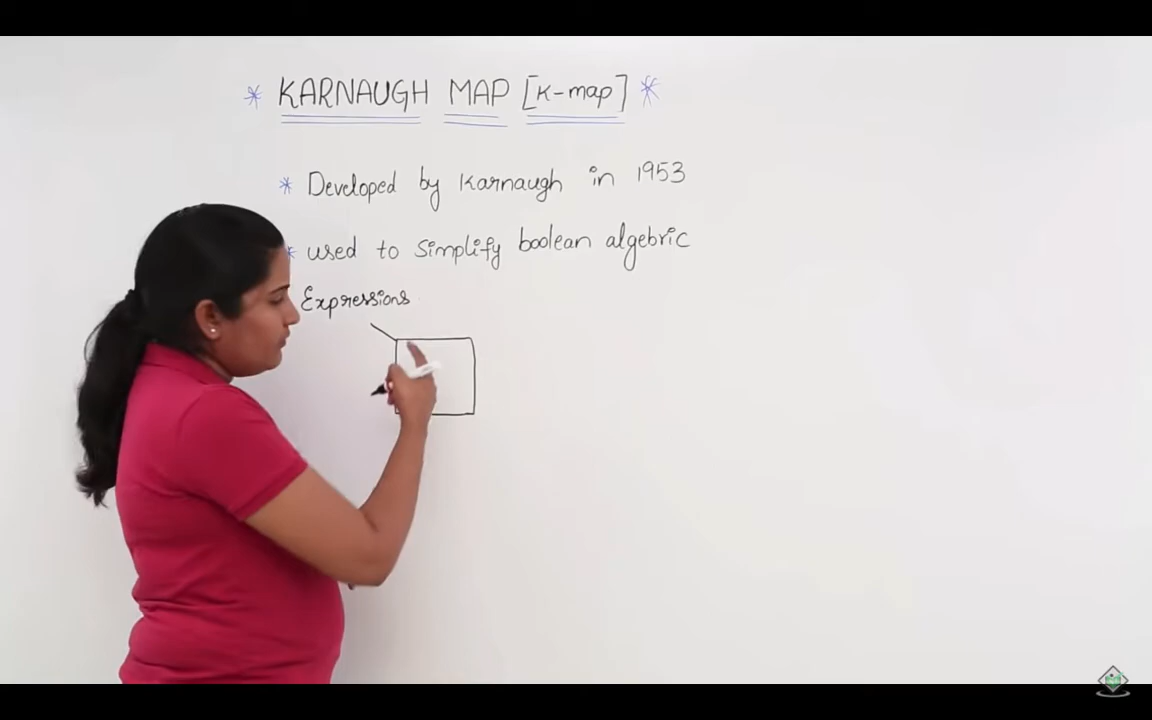 * KARNAUGH MAP [K-map] *
* Developed by Karnaugh in 1953
* used to simplify boolean algebric
Expressions